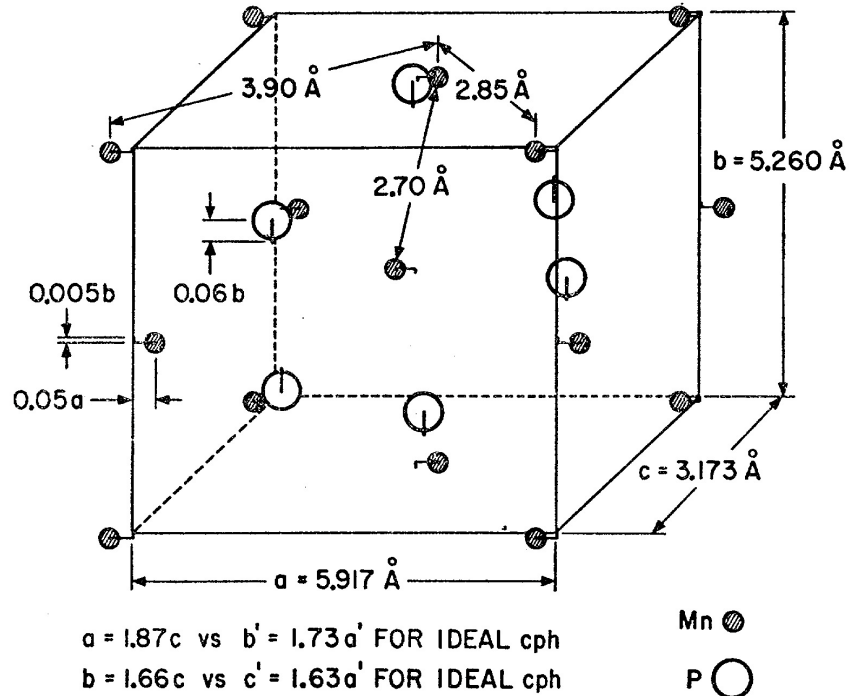 3.90 Å
2.85 Å
b = 5.260 Å
2.70 Å
0.005b
0.06b
0.05a
c = 3.173 Å
a = 5.917 Å
Mn
a = 1.87c vs b' = 1.73a' FOR IDEAL cph
P
b = 1.66c vs c' = 1.63a' FOR IDEAL cph